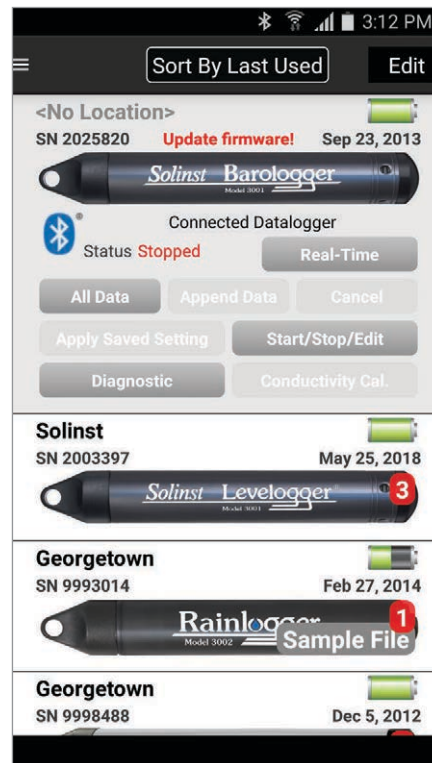 3:12 PM
Sort By Last Used Edit
<No Location>
SN 2025820 Update firmware! Sep 23, 2013
Solinst Barologger
Model 3001
Connected Datalogger
Status Stopped Real-Time
All Data Append Data Cancel
Apply Saved Setting Start/Stop/Edit
Diagnostic Conductivity Cal.
Solinst
SN 2003397 May 25, 2018
Solinst Levelogger 3
Model 3001
Georgetown
SN 9993014 Feb 27, 2014
1
Rainlogger
Model 3002 Sample File
Georgetown
SN 9998488 Dec 5, 2012